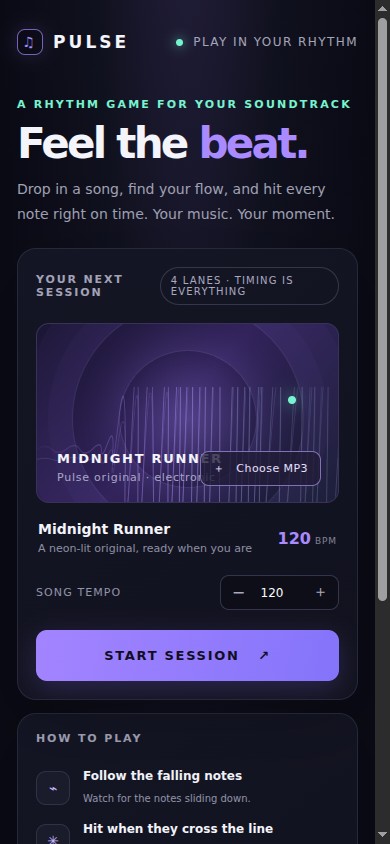 PULSE
PLAY IN YOUR RHYTHM
A RHYTHM GAME FOR YOUR SOUNDTRACK
Feel the beat.
Drop in a song, find your flow, and hit every
note right on time. Your music. Your moment.
YOUR NEXT
SESSION
4 LANES · TIMING IS
EVERYTHING
MIDNIGHT RUNNER
Pulse original · electronic
+ Choose MP3
Midnight Runner
A neon-lit original, ready when you are
120 BPM
SONG TEMPO
− 120 +
START SESSION ↗
HOW TO PLAY
Follow the falling notes
Watch for the notes sliding down.
Hit when they cross the line